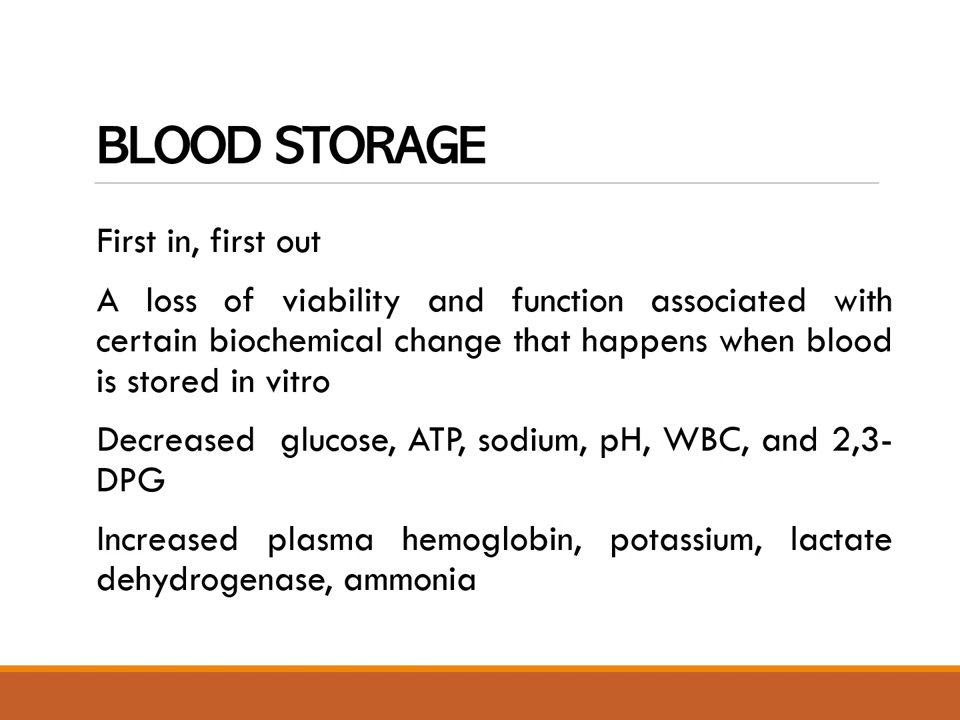 BLOOD STORAGE
First in, first out
A loss of viability and function associated with
certain biochemical change that happens when blood
is stored in vitro
Decreased glucose, ATP, sodium, pH, WBC, and 2,3-
DPG
Increased plasma hemoglobin, potassium, lactate
dehydrogenase, ammonia